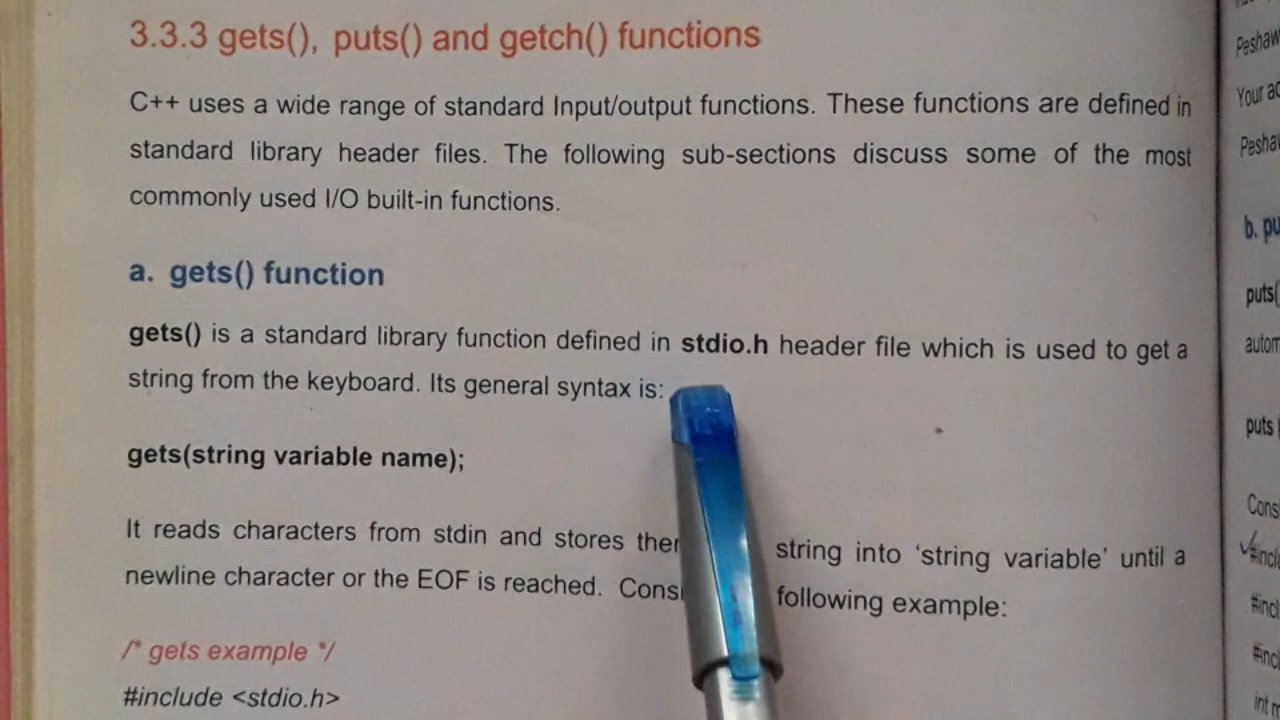 3.3.3 gets(), puts() and getch() functions
C++ uses a wide range of standard Input/output functions. These functions are defined in
standard library header files. The following sub-sections discuss some of the most
commonly used I/O built-in functions.
a. gets() function
gets() is a standard library function defined in stdio.h header file which is used to get a
string from the keyboard. Its general syntax is:
gets(string variable name);
It reads characters from stdin and stores string into 'string variable' until a
newline character or the EOF is reached. following example:
/* gets example */
#include <stdio.h>
Your
b.
puts(
puts